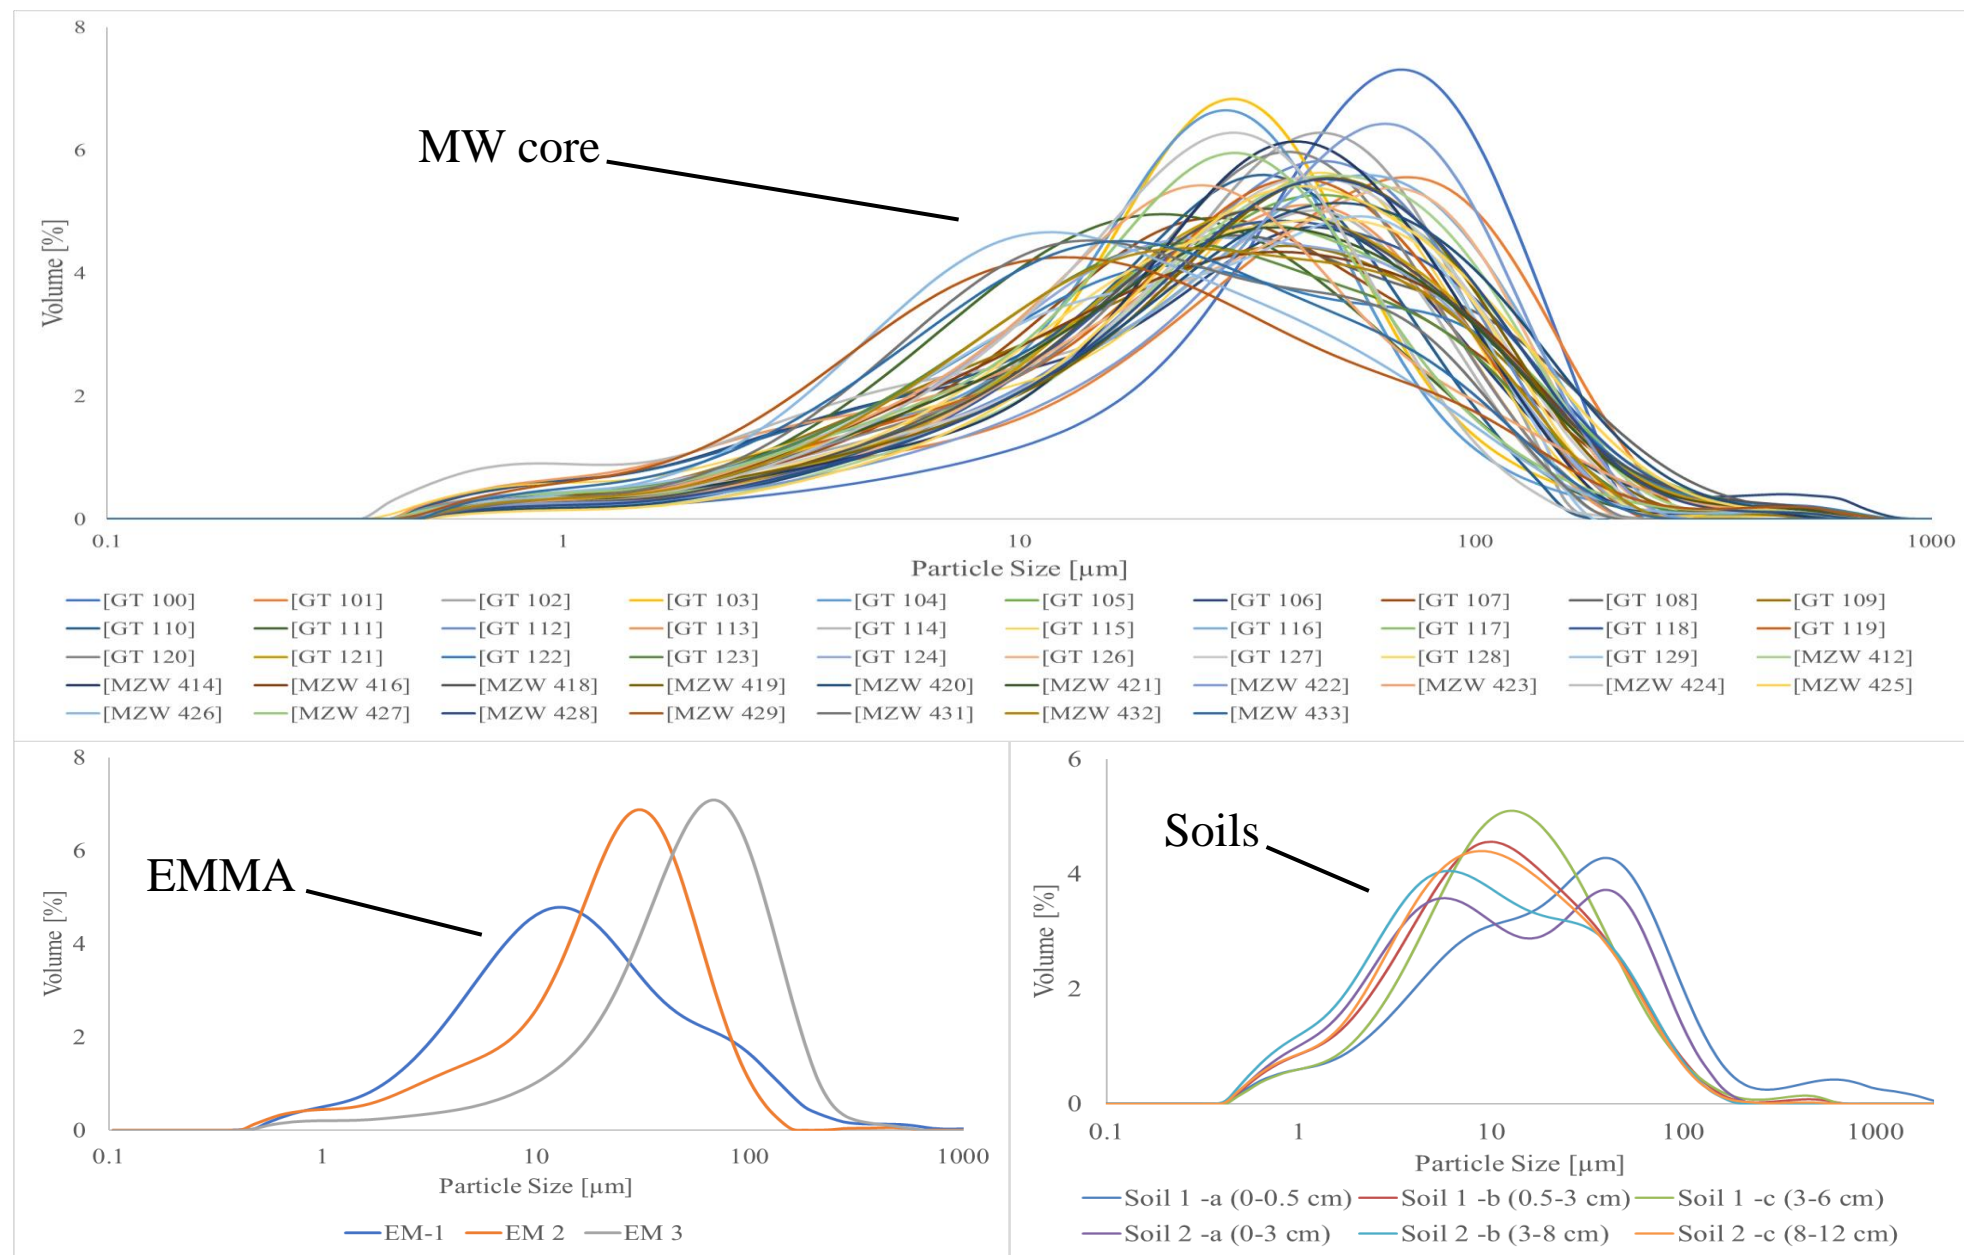 8
6
4
2
0
Volume [%]
MW core
0.1 1 10 100 1000
Particle Size [µm]
[GT 100] [GT 101] [GT 102] [GT 103] [GT 104] [GT 105] [GT 106] [GT 107] [GT 108] [GT 109]
[GT 110] [GT 111] [GT 112] [GT 113] [GT 114] [GT 115] [GT 116] [GT 117] [GT 118] [GT 119]
[GT 120] [GT 121] [GT 122] [GT 123] [GT 124] [GT 126] [GT 127] [GT 128] [GT 129] [MZW 412]
[MZW 414] [MZW 416] [MZW 418] [MZW 419] [MZW 420] [MZW 421] [MZW 422] [MZW 423] [MZW 424] [MZW 425]
[MZW 426] [MZW 427] [MZW 428] [MZW 429] [MZW 431] [MZW 432] [MZW 433]
8
6
4
2
0
Volume [%]
EMMA
0.1 1 10 100 1000
Particle Size [µm]
EM-1 EM 2 EM 3
6
4
2
0
Volume [%]
Soils
0.1 1 10 100 1000
Particle Size [µm]
Soil 1 -a (0-0.5 cm) Soil 1 -b (0.5-3 cm) Soil 1 -c (3-6 cm)
Soil 2 -a (0-3 cm) Soil 2 -b (3-8 cm) Soil 2 -c (8-12 cm)